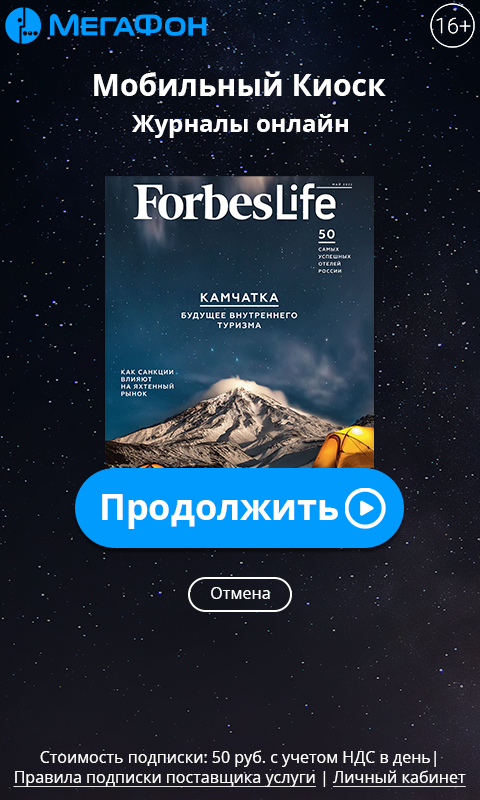 МЕГАФОН
16+
Мобильный Киоск
Журналы онлайн
МАЙ 2022
ForbesLife
50
САМЫХ
УСПЕШНЫХ
ОТЕЛЕЙ
РОССИИ
КАМЧАТКА
БУДУЩЕЕ ВНУТРЕННЕГО
ТУРИЗМА
КАК САНКЦИИ
ВЛИЯЮТ
НА ЯХТЕННЫЙ
РЫНОК
Продолжить
Отмена
Стоимость подписки: 50 руб. с учетом НДС в день|
Правила подписки поставщика услуги | Личный кабинет